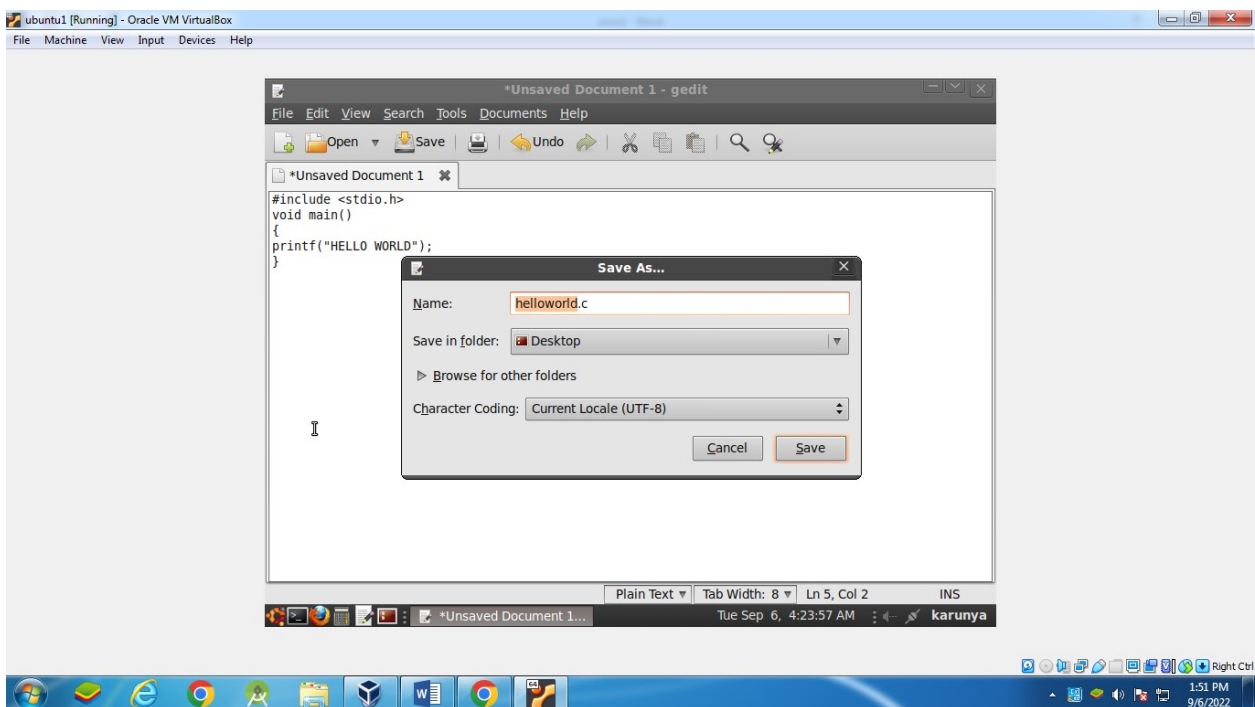 ubuntu1 [Running] - Oracle VM VirtualBox
File Machine View Input Devices Help
*Unsaved Document 1 - gedit
File Edit View Search Tools Documents Help
Open Save Undo
*Unsaved Document 1
#include <stdio.h>
void main()
{
printf("HELLO WORLD");
}
Save As...
Name: helloworld.c
Save in folder: Desktop
Browse for other folders
Character Coding: Current Locale (UTF-8)
Cancel Save
Plain Text Tab Width: 8 Ln 5, Col 2 INS
*Unsaved Document 1... Tue Sep 6, 4:23:57 AM karunya
Right Ctrl
64
1:51 PM
9/6/2022